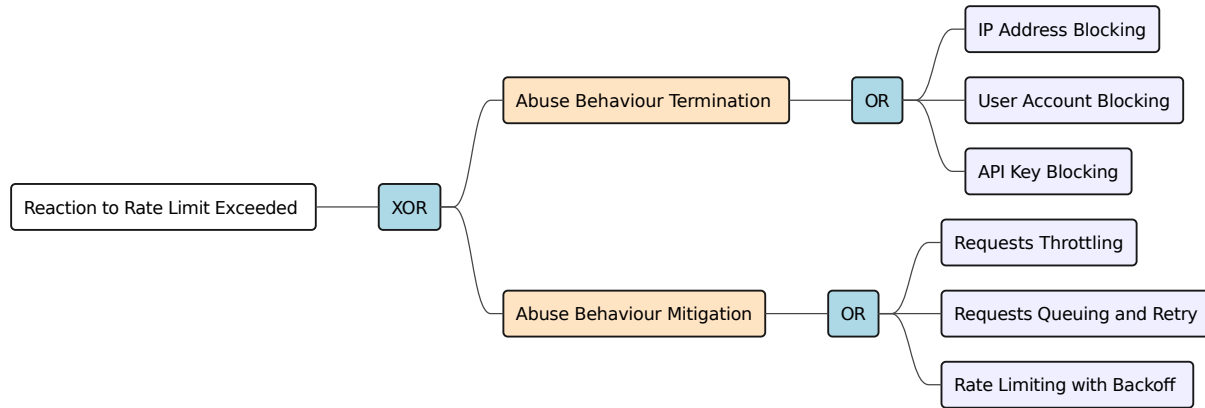 IP Address Blocking
Abuse Behaviour Termination
OR
User Account Blocking
API Key Blocking
Reaction to Rate Limit Exceeded
XOR
Requests Throttling
Abuse Behaviour Mitigation
OR
Requests Queuing and Retry
Rate Limiting with Backoff